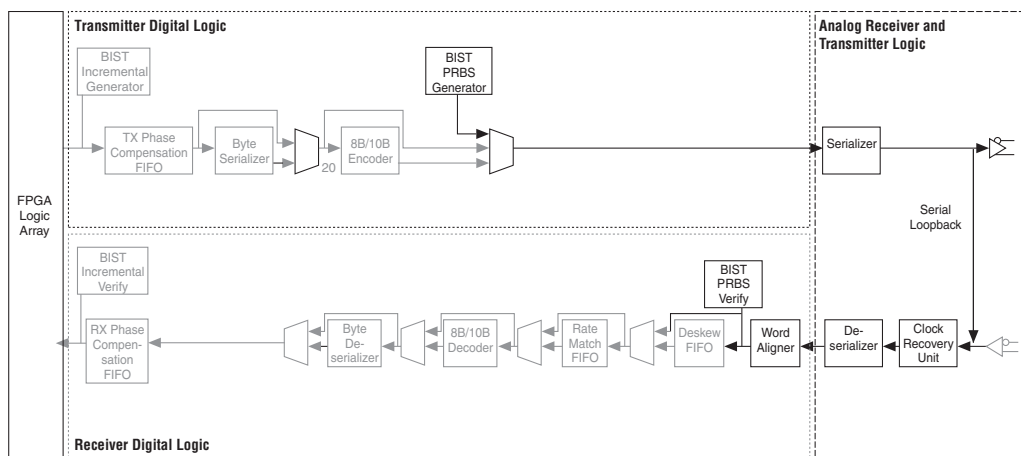 Transmitter Digital Logic
Analog Receiver and
Transmitter Logic
BIST
Incremental
Generator
BIST
PRBS
Generator
TX Phase
Compensation
FIFO
Byte
Serializer
20
8B/10B
Encoder
Serializer
FPGA
Logic
Array
Serial
Loopback
BIST
Incremental
Verify
BIST
PRBS
Verify
RX Phase
Compen-
sation
FIFO
Byte
De-
serializer
8B/10B
Decoder
Rate
Match
FIFO
Deskew
FIFO
Word
Aligner
De-
serializer
Clock
Recovery
Unit
Receiver Digital Logic